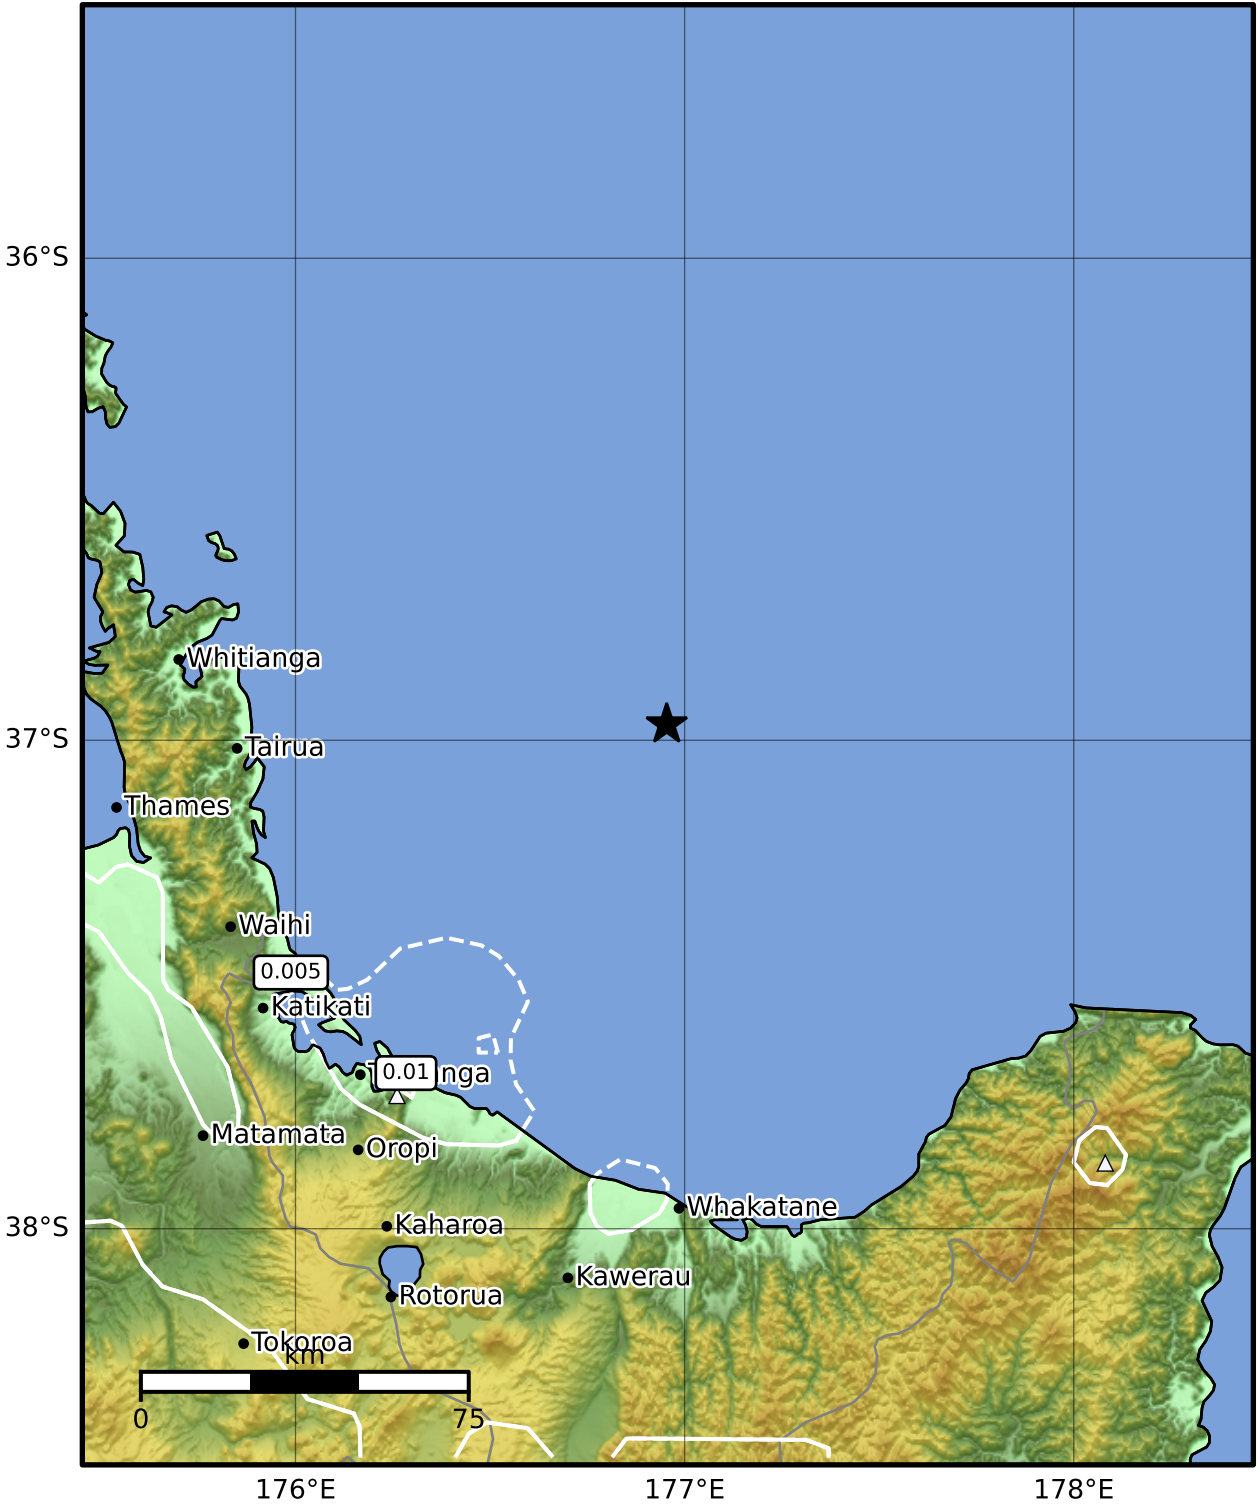 36°S
Whitianga
37°S
Tairua
Thames
Waihi
0.005
Katikati
0.01
nga
Matamata
Oropi
Whakatane
38°S
Kaharoa
Kawerau
Rotorua
Tokoroa
km
0 75
176°E 177°E 178°E